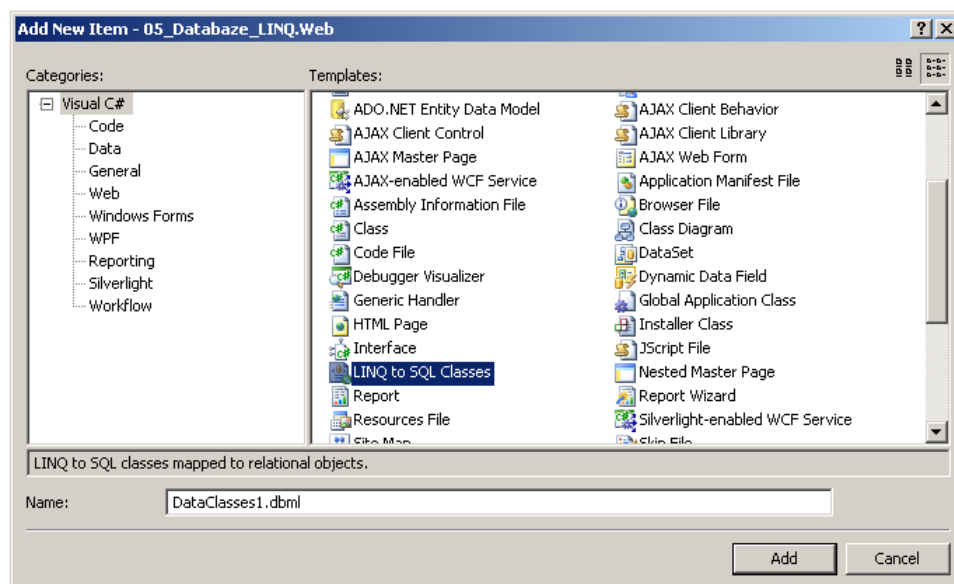 Add New Item - 05_Databaze_LINQ.Web
Categories:
Templates:
Visual C#
Code
Data
General
Web
Windows Forms
WPF
Reporting
Silverlight
Workflow
ADO.NET Entity Data Model
AJAX Client Behavior
AJAX Client Control
AJAX Client Library
AJAX Master Page
AJAX Web Form
AJAX-enabled WCF Service
Application Manifest File
Assembly Information File
Browser File
Class
Class Diagram
Code File
DataSet
Debugger Visualizer
Dynamic Data Field
Generic Handler
Global Application Class
HTML Page
Installer Class
Interface
JScript File
LINQ to SQL Classes
Nested Master Page
Report
Report Wizard
Resources File
Silverlight-enabled WCF Service
Site Map
Skin File
LINQ to SQL classes mapped to relational objects.
Name:
DataClasses1.dbml
Add
Cancel